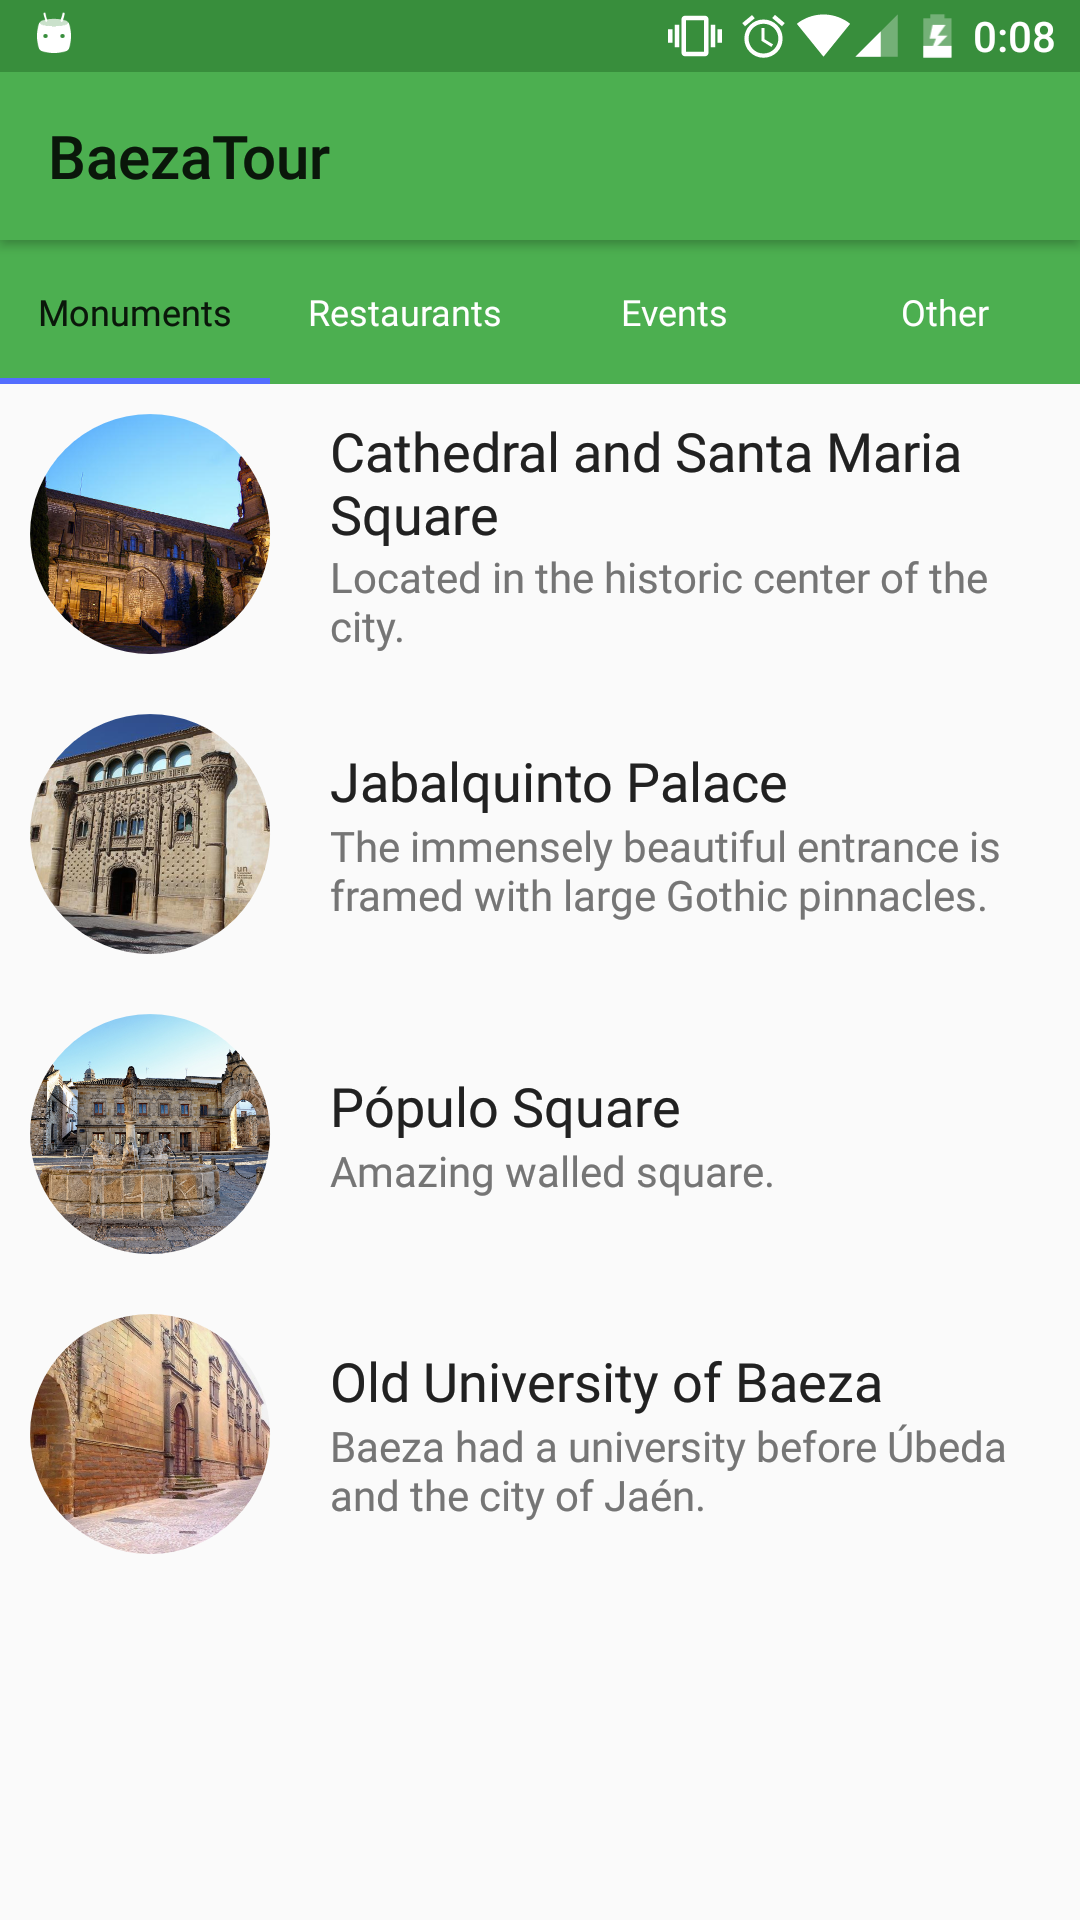 0:08
BaezaTour
Monuments Restaurants Events Other
Cathedral and Santa Maria
Square
Located in the historic center of the
city.
Jabalquinto Palace
The immensely beautiful entrance is
framed with large Gothic pinnacles.
Pópulo Square
Amazing walled square.
Old University of Baeza
Baeza had a university before Úbeda
and the city of Jaén.